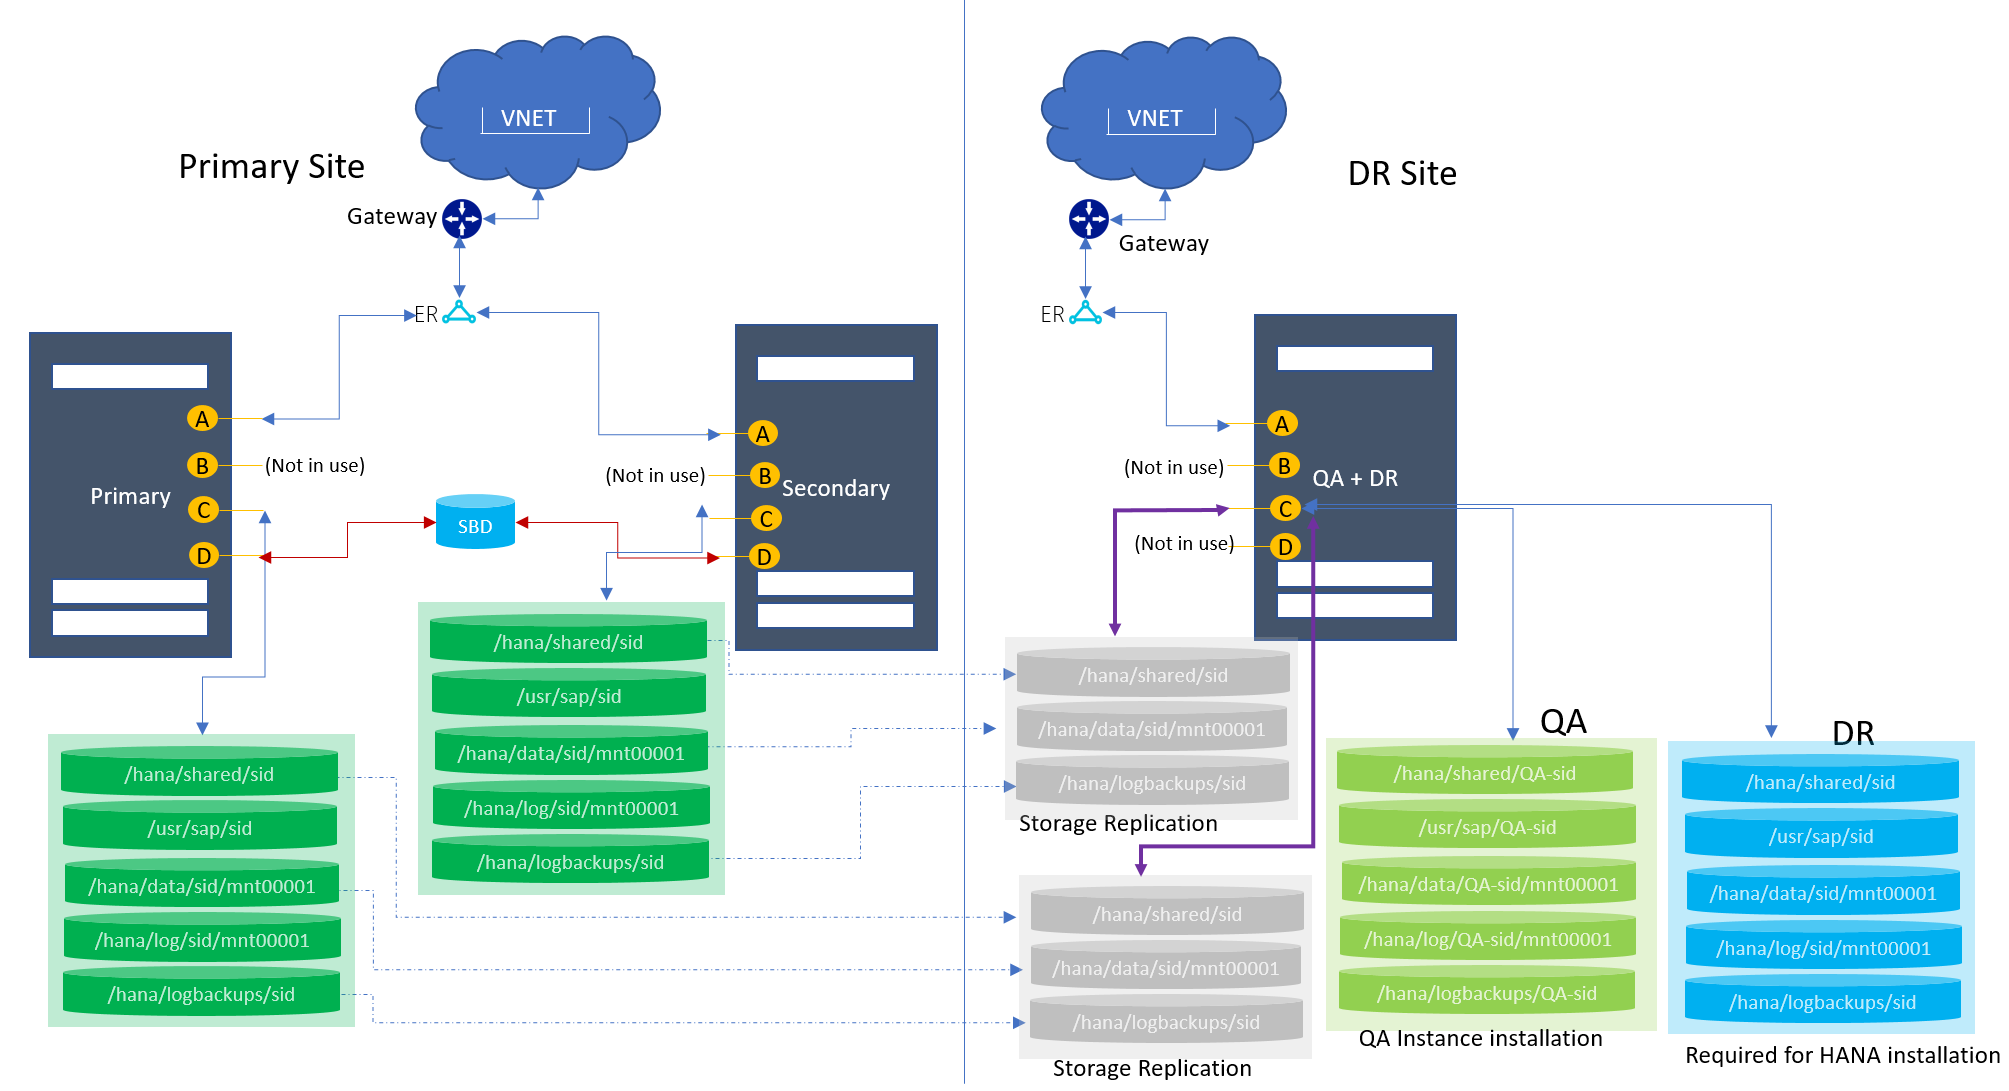 VNET
Primary Site
Gateway
ER
Primary
A
B
(Not in use)
C
D
SBD
Secondary
A
(Not in use)
B
C
D
/hana/shared/sid
/usr/sap/sid
/hana/data/sid/mnt00001
/hana/log/sid/mnt00001
/hana/logbackups/sid
/hana/shared/sid
/usr/sap/sid
/hana/data/sid/mnt00001
/hana/log/sid/mnt00001
/hana/logbackups/sid
VNET
DR Site
Gateway
ER
A
(Not in use)
B
QA + DR
C
(Not in use)
D
/hana/shared/sid
/hana/data/sid/mnt00001
/hana/logbackups/sid
Storage Replication
/hana/shared/sid
/hana/data/sid/mnt00001
/hana/logbackups/sid
Storage Replication
QA
/hana/shared/QA-sid
/usr/sap/QA-sid
/hana/data/QA-sid/mnt00001
/hana/log/QA-sid/mnt00001
/hana/logbackups/QA-sid
QA Instance installation
DR
/hana/shared/sid
/usr/sap/sid
/hana/data/sid/mnt00001
/hana/log/sid/mnt00001
/hana/logbackups/sid
Required for HANA installation